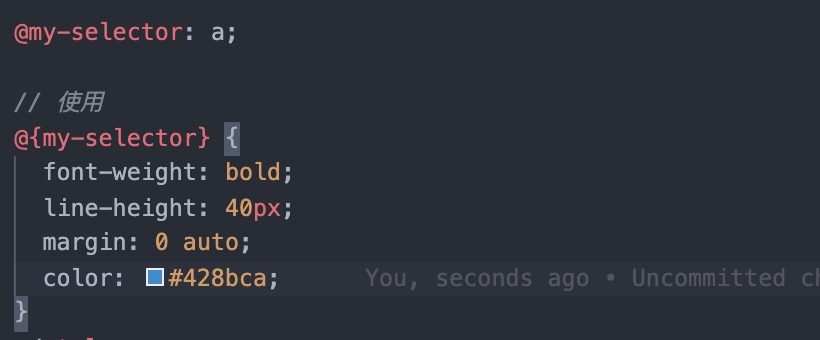 @my-selector: a;
// 使用
@{my-selector} {
font-weight: bold;
line-height: 40px;
margin: 0 auto;
color: #428bca; You, seconds ago • Uncommitted
}